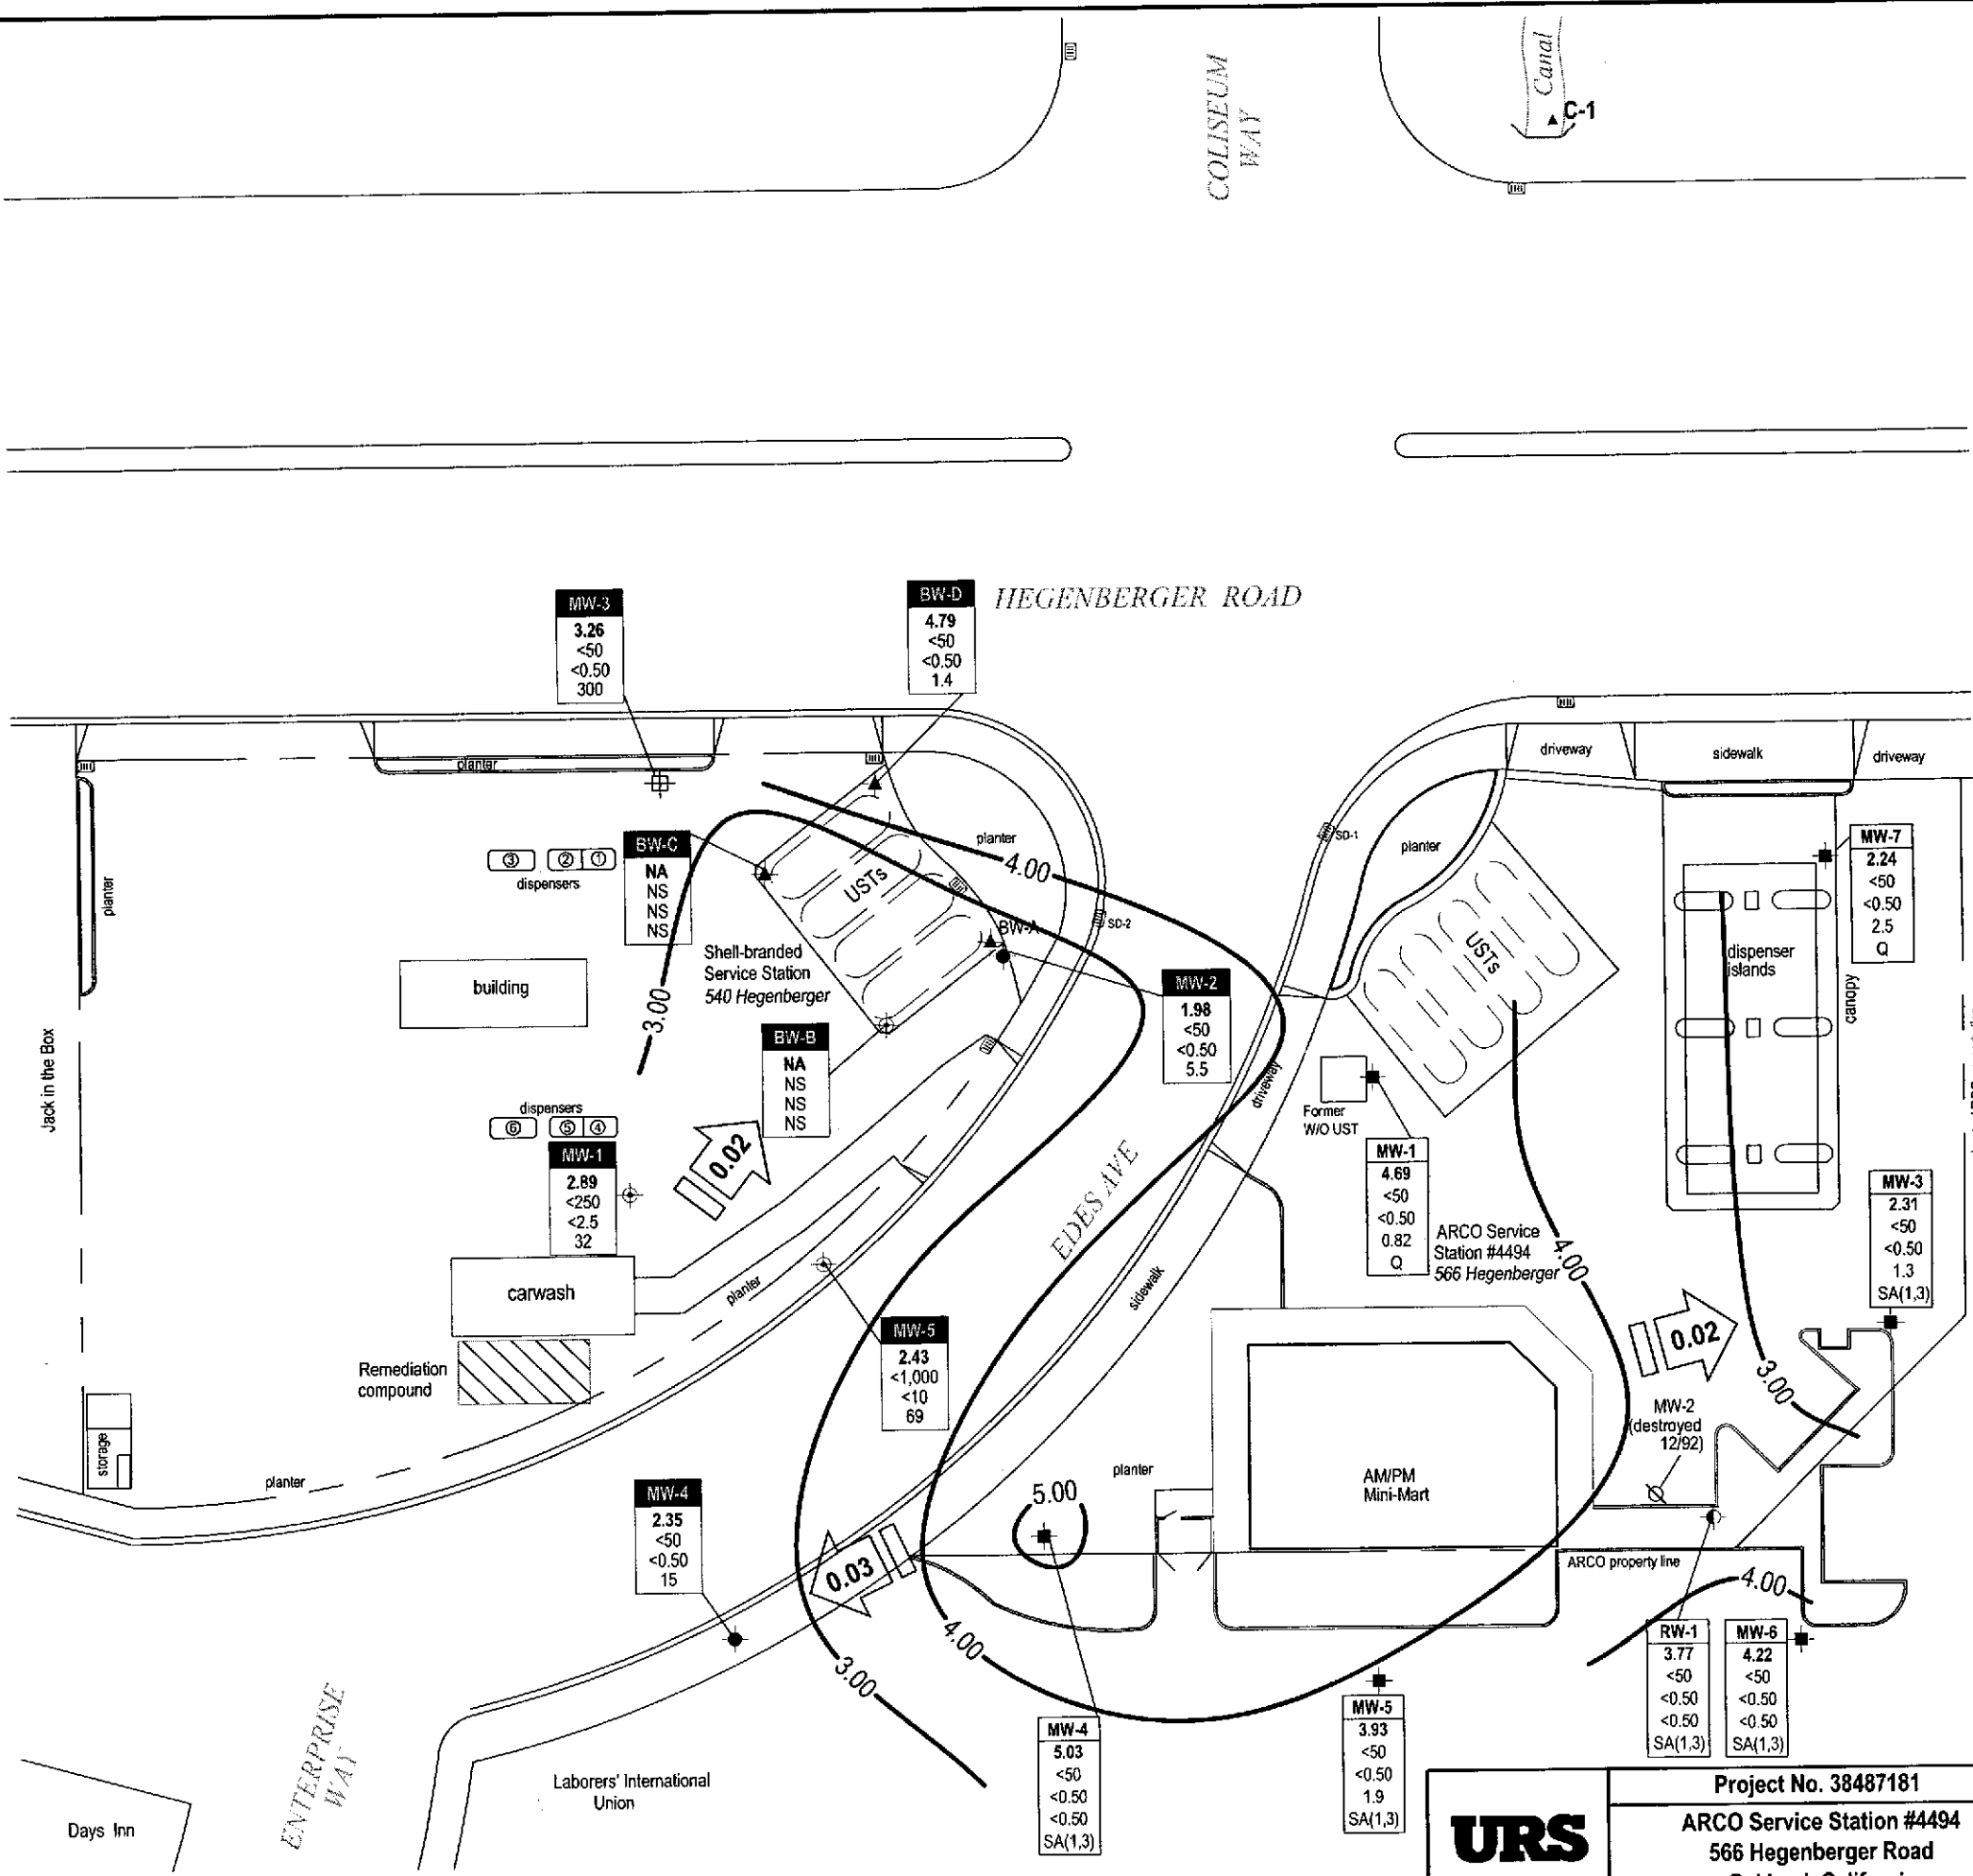 COLISEUM
WAY
Canal
C-1
HEGENBERGER ROAD
MW-3
3.26
<50
<0.50
300
BW-D
4.79
<50
<0.50
1.4
planter
driveway
sidewalk
driveway
planter
4.00
SD-1
planter
MW-7
2.24
<50
<0.50
2.5
Q
③ ② ①
dispensers
BW-C
NA
NS
NS
NS
USTs
planter
SD-2
BW-A
Shell-branded
Service Station
540 Hegenberger
building
3.00
USTs
dispenser
islands
canopy
MW-2
1.98
<50
<0.50
5.5
Jack in the Box
BW-B
NA
NS
NS
NS
driveway
Former
W/O UST
dispensers
⑥ ⑤ ④
MW-1
2.89
<250
<2.5
32
0.02
EDES AVE
MW-1
4.69
<50
<0.50
0.82
Q
ARCO Service
Station #4494
566 Hegenberger
4.00
MW-3
2.31
<50
<0.50
1.3
SA(1,3)
carwash
planter
sidewalk
0.02
Remediation
compound
MW-5
2.43
<1,000
<10
69
3.00
MW-2
(destroyed
12/92)
storage
planter
planter
AM/PM
Mini-Mart
5.00
MW-4
2.35
<50
<0.50
15
0.03
ARCO property line
4.00
4.00
3.00
RW-1
3.77
<50
<0.50
<0.50
SA(1,3)
MW-6
4.22
<50
<0.50
<0.50
SA(1,3)
MW-4
5.03
<50
<0.50
<0.50
SA(1,3)
MW-5
3.93
<50
<0.50
1.9
SA(1,3)
ENTERPRISE
WAY
Laborers' International
Union
Days Inn
URS
Project No. 38487181
ARCO Service Station #4494
566 Hegenberger Road